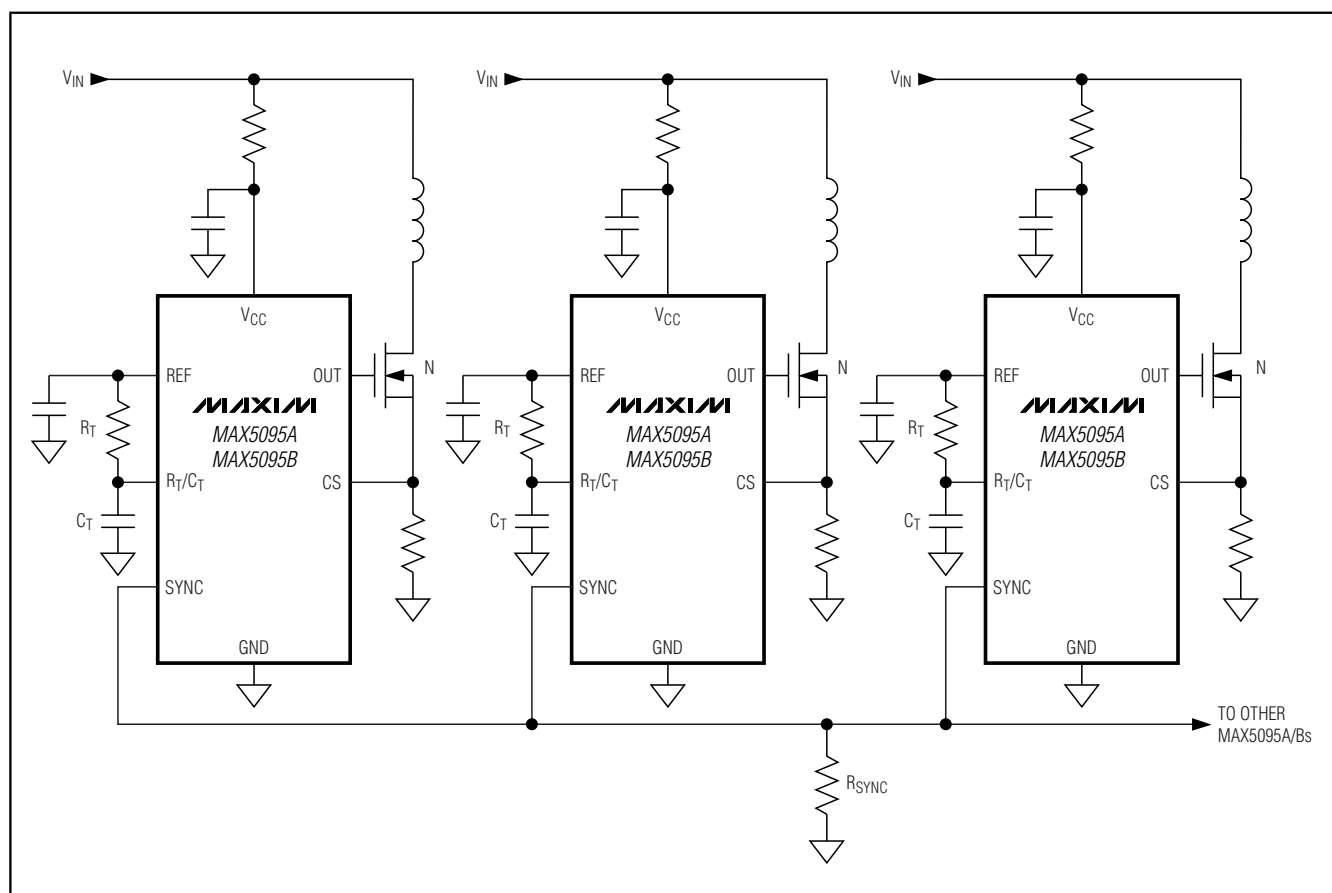 VIN
VCC
REF
OUT
N
MAXIM
MAX5095A
MAX5095B
RT
RT/CT
CS
CT
SYNC
GND
VIN
VCC
REF
OUT
N
MAXIM
MAX5095A
MAX5095B
RT
RT/CT
CS
CT
SYNC
GND
VIN
VCC
REF
OUT
N
MAXIM
MAX5095A
MAX5095B
RT
RT/CT
CS
CT
SYNC
GND
TO OTHER
MAX5095A/Bs
RSYNC